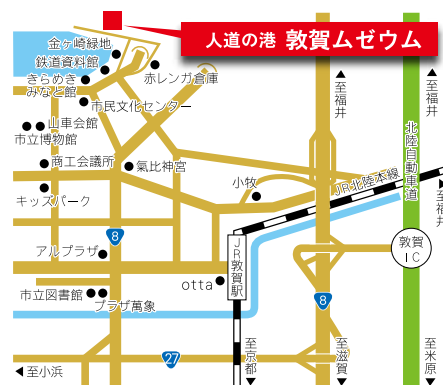 人道の港 敦賀ムゼウム
金ヶ崎緑地
鉄道資料館
きらめき
みなと館
赤レンガ倉庫
市民文化センター
山車会館
市立博物館
商工会議所
氣比神宮
キッズパーク
小牧
至福井
至福井
北陸自動車道
JR北陸本線
至福井
8
アルプラザ
JR敦賀駅
敦賀
IC
otta
市立図書館
プラザ萬象
8
27
至小浜
至京都
至滋賀
至米原